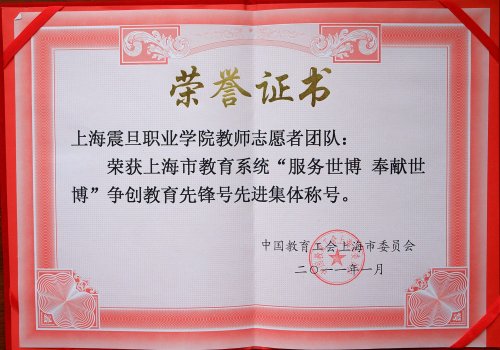 荣誉证书
上海震旦职业学院教师志愿者团队：
荣获上海市教育系统“服务世博 奉献世
博”争创教育先锋号先进集体称号。
中国教育工会上海市委员会
二〇一一年一月